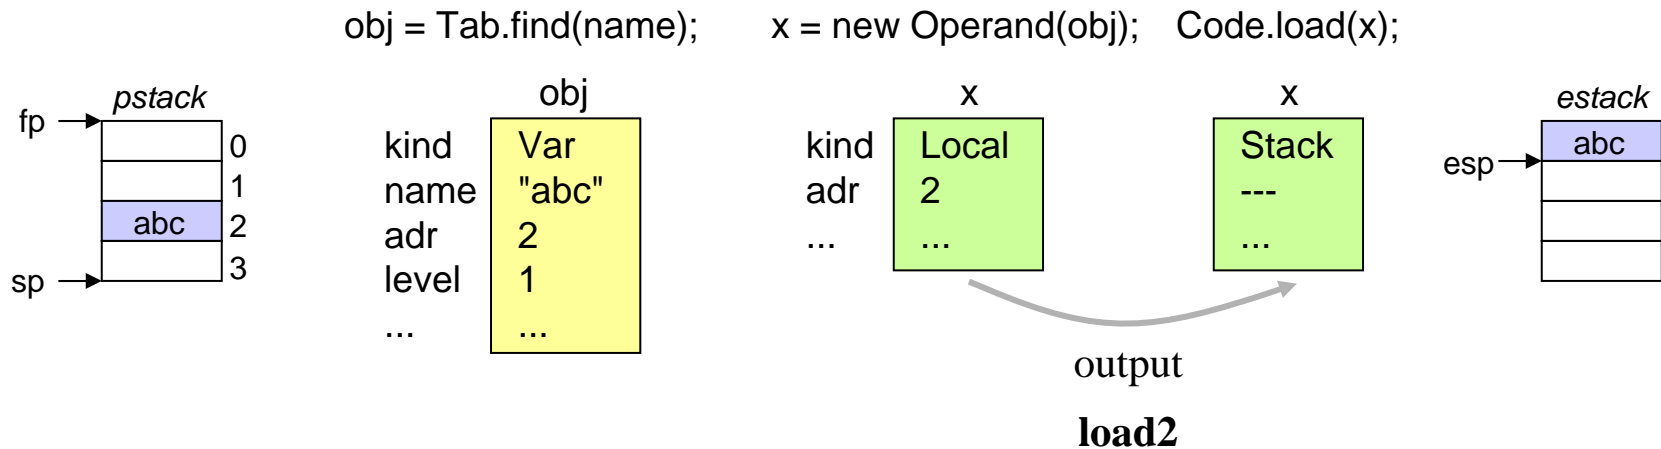 obj = Tab.find(name); x = new Operand(obj); Code.load(x);
pstack obj x x estack
fp
0
1
abc 2
3
sp
kind Var
name "abc"
adr 2
level 1
... ...
kind Local
adr 2
... ...
Stack
---
...
abc
esp
output
load2